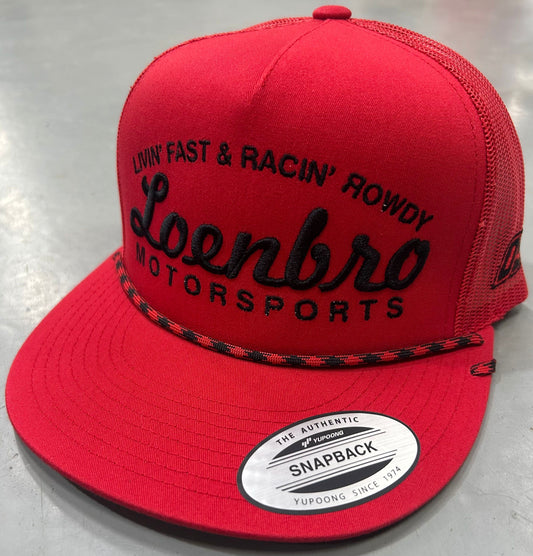 LIVIN' FAST & RACIN' ROWDY
Loenbro
MOTORSPORTS
THE AUTHENTIC
YUPOONG
SNAPBACK
YUPOONG SINCE 1974